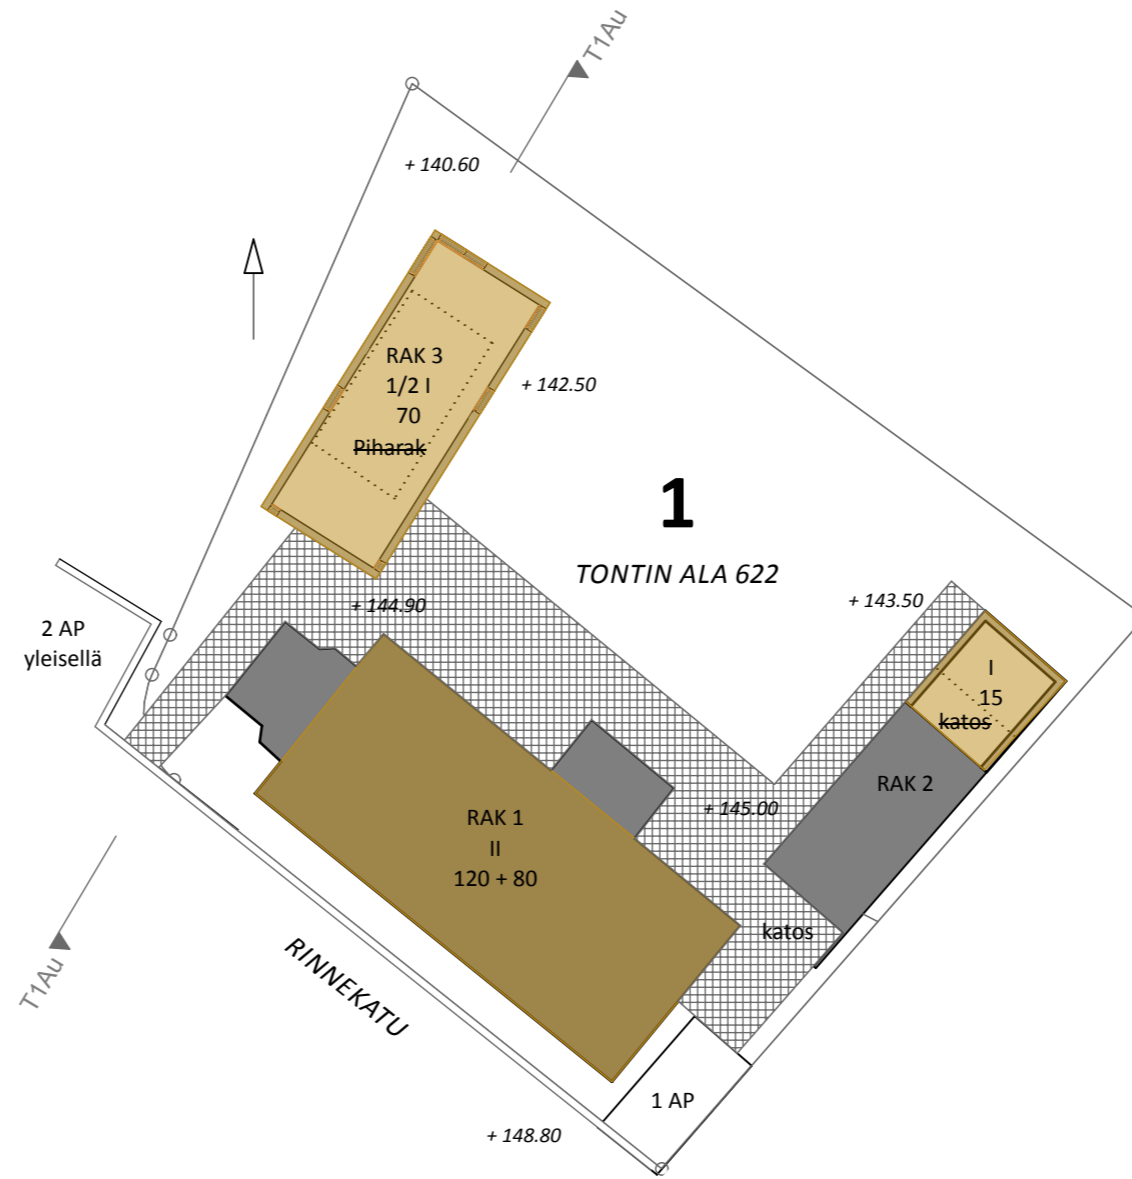 T1Au
+ 140.60
RAK 3
1/2 I
70
Piharak
+ 142.50
1
TONTIN ALA 622
+ 143.50
+ 144.90
2 AP
yleisellä
I
15
katos
RAK 2
+ 145.00
RAK 1
II
120 + 80
katos
T1Au
RINNEKATU
1 AP
+ 148.80